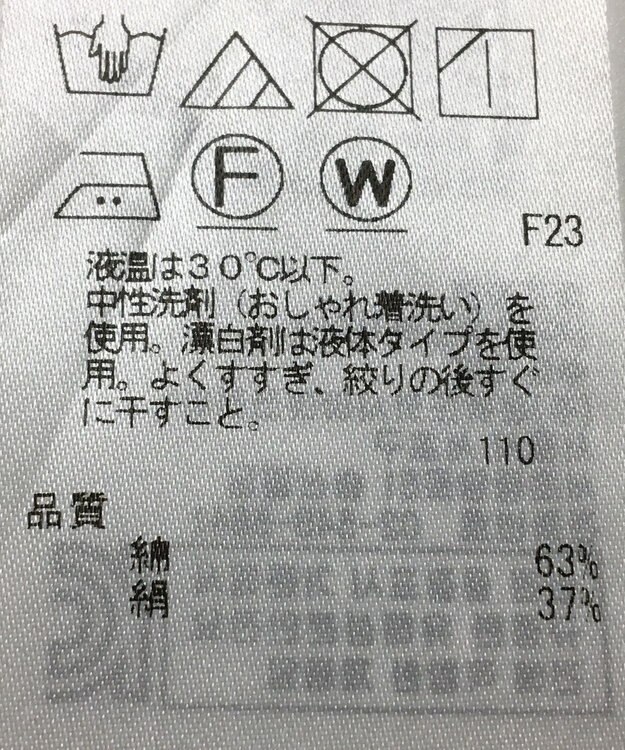 F W
F23
液温は30℃以下。
中性洗剤(おしゃれ着洗い)を
使用。漂白剤は液体タイプを使
用。よくすすぎ、絞りの後すぐ
に干すこと。
110
品質
綿 63%
絹 37%